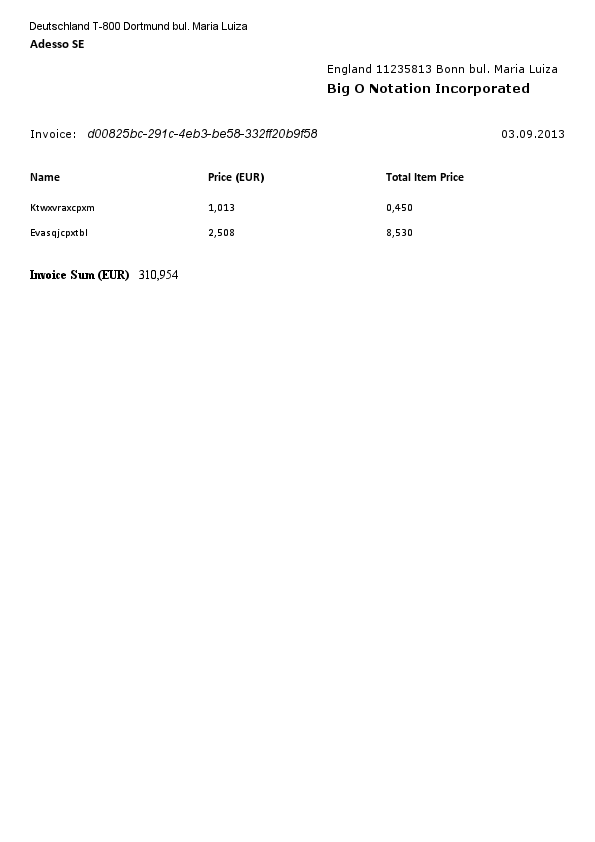 Deutschland T-800 Dortmund bul. Maria Luiza
Adesso SE
England 11235813 Bonn bul. Maria Luiza
Big O Notation Incorporated
Invoice: d00825bc-291c-4eb3-be58-332ff20b9f58 03.09.2013
Name Price (EUR) Total Item Price
Ktwxvraxcpxm 1,013 0,450
Evasqjcpxtbl 2,508 8,530
Invoice Sum (EUR) 310,954